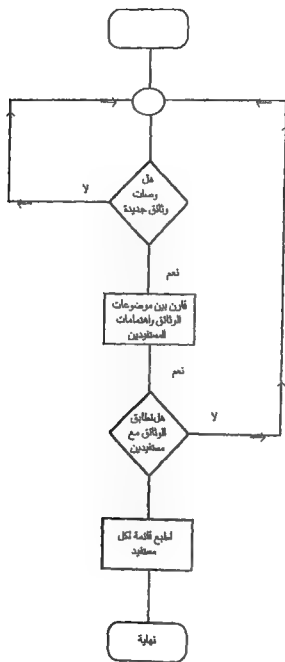 هل
وصلت
وثائق جديدة
لا
نعم
قارن بين موضوعات
الوثائق واهتمامات
المستفيدين
نعم
هل تطابق
الوثائق مع
مستفيدين
لا
اطبع قائمة لكل
مستفيد
نهاية